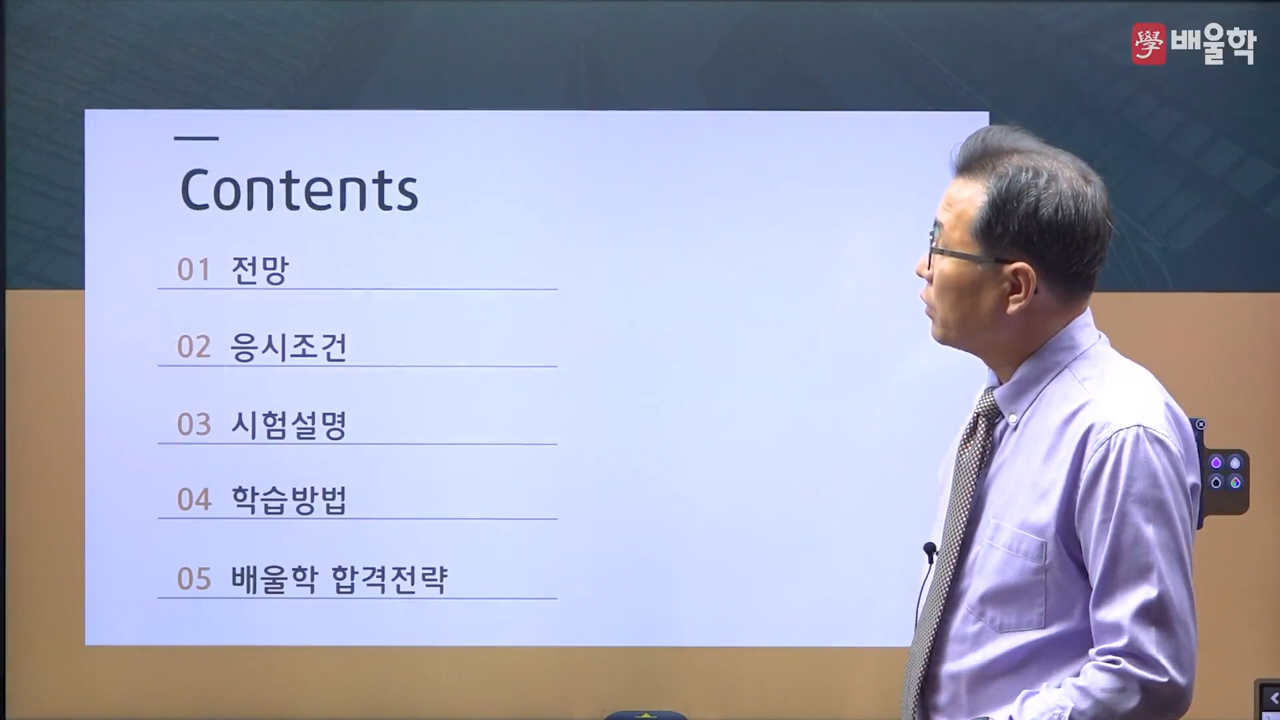 學 배울학
Contents
01 전망
02 응시조건
03 시험설명
04 학습방법
05 배울학 합격전략